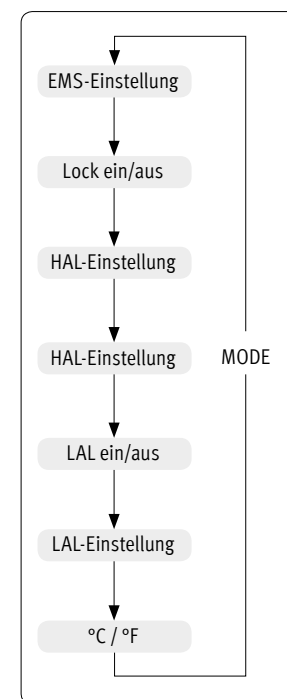 EMS-Einstellung
Lock ein/aus
HAL-Einstellung
HAL-Einstellung
MODE
LAL ein/aus
LAL-Einstellung
°C / °F